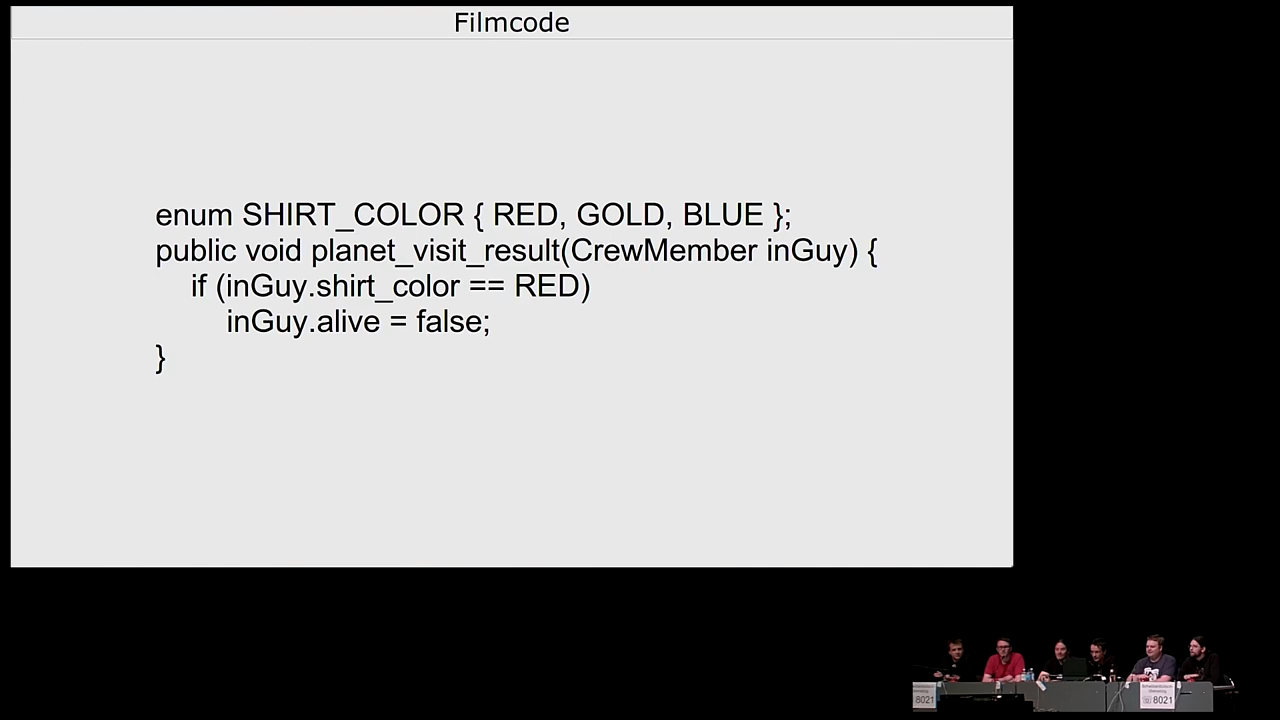 Filmcode
enum SHIRT_COLOR { RED, GOLD, BLUE };
public void planet_visit_result(CrewMember inGuy) {
if (inGuy.shirt_color == RED)
inGuy.alive = false;
}
8021
8021